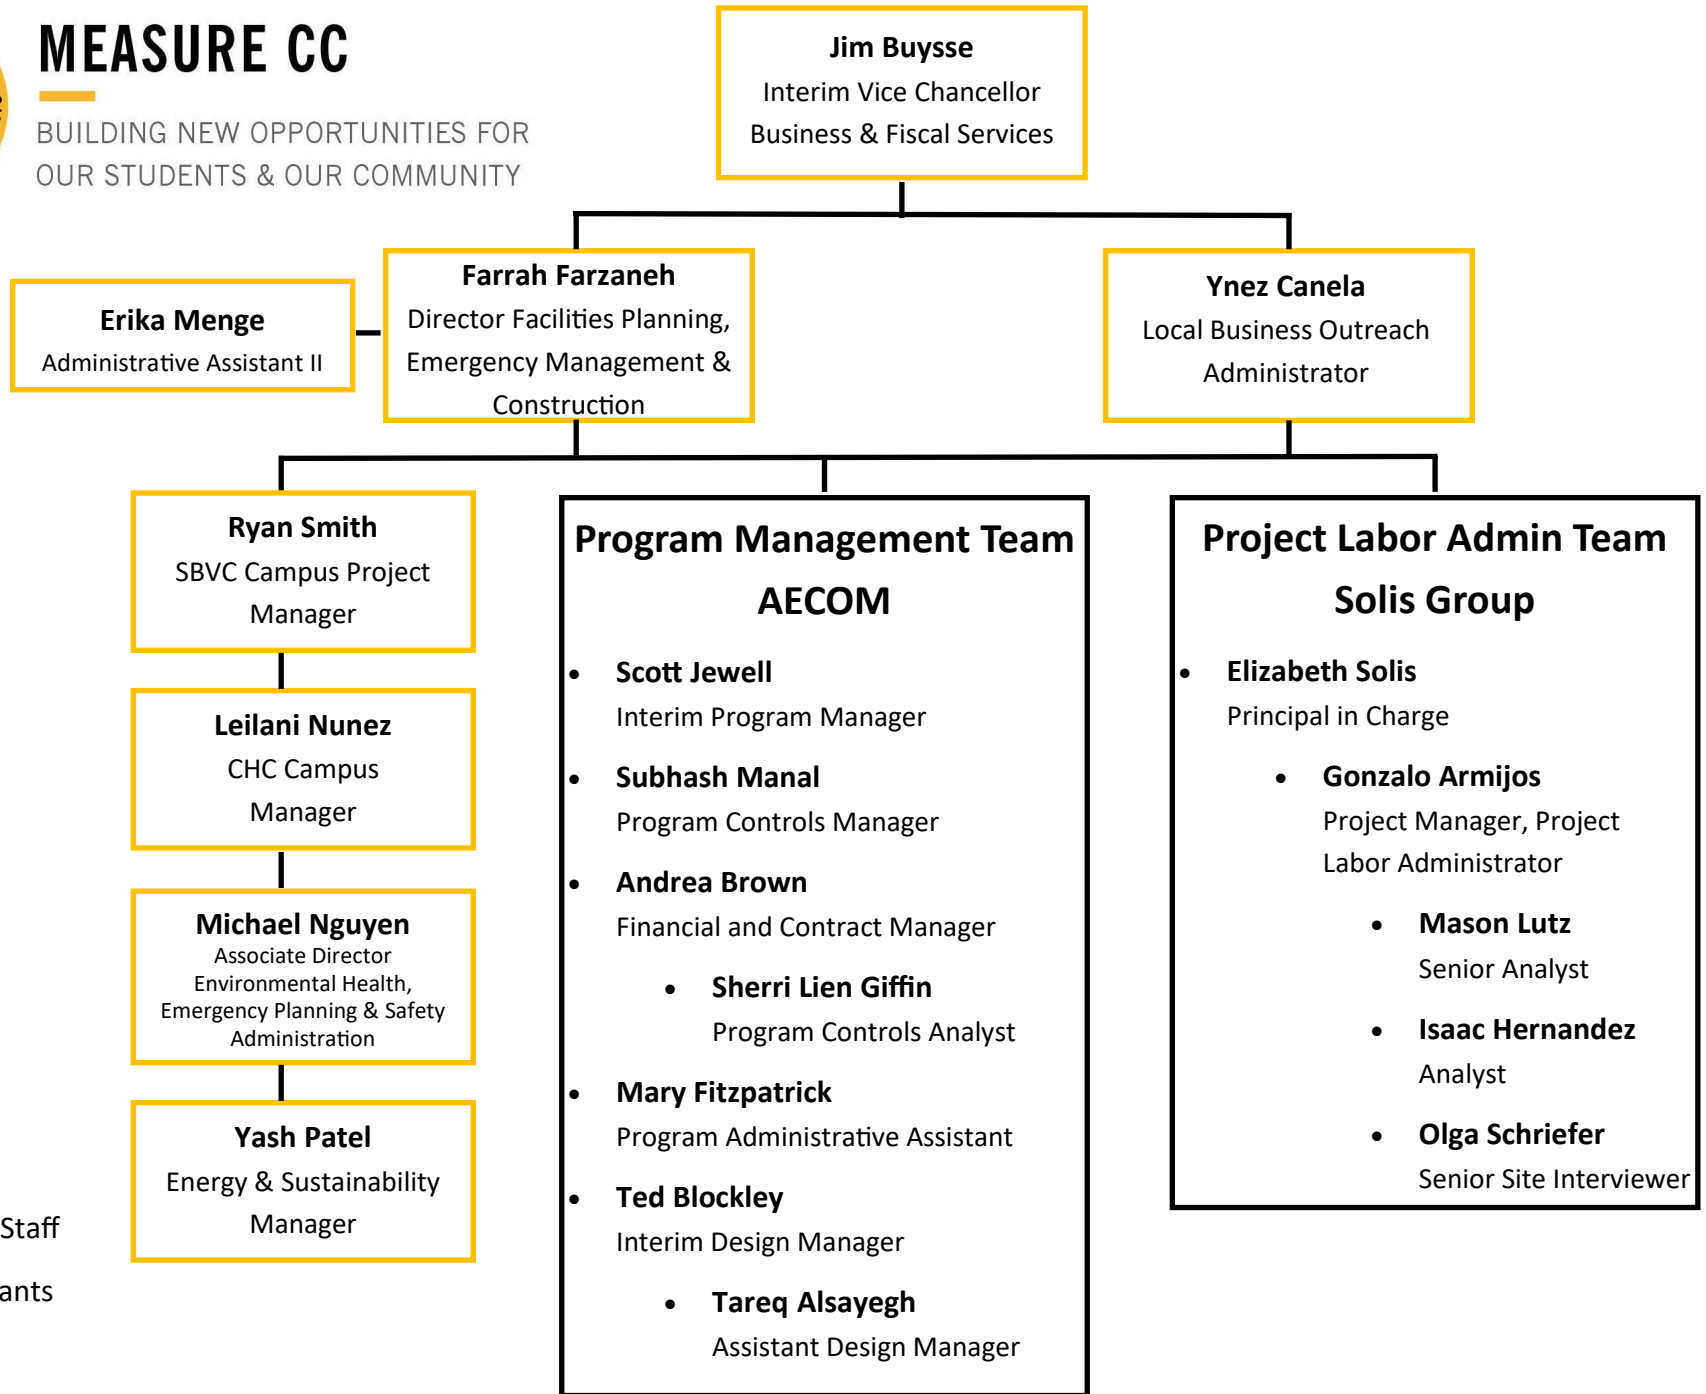 MEASURE CC
BUILDING NEW OPPORTUNITIES FOR
OUR STUDENTS & OUR COMMUNITY
Jim Buysse
Interim Vice Chancellor
Business & Fiscal Services
Erika Menge
Administrative Assistant II
Farrah Farzaneh
Director Facilities Planning,
Emergency Management &
Construction
Ynez Canela
Local Business Outreach
Administrator
Ryan Smith
SBVC Campus Project
Manager
Leilani Nunez
CHC Campus
Manager
Michael Nguyen
Associate Director
Environmental Health,
Emergency Planning & Safety
Administration
Yash Patel
Energy & Sustainability
Manager
Program Management Team
AECOM
• Scott Jewell
Interim Program Manager
• Subhash Manal
Program Controls Manager
• Andrea Brown
Financial and Contract Manager
• Sherri Lien Giffin
Program Controls Analyst
• Mary Fitzpatrick
Program Administrative Assistant
• Ted Blockley
Interim Design Manager
• Tareq Alsayegh
Assistant Design Manager
Project Labor Admin Team
Solis Group
• Elizabeth Solis
Principal in Charge
• Gonzalo Armijos
Project Manager, Project
Labor Administrator
• Mason Lutz
Senior Analyst
• Isaac Hernandez
Analyst
• Olga Schriefer
Senior Site Interviewer
Staff
ants